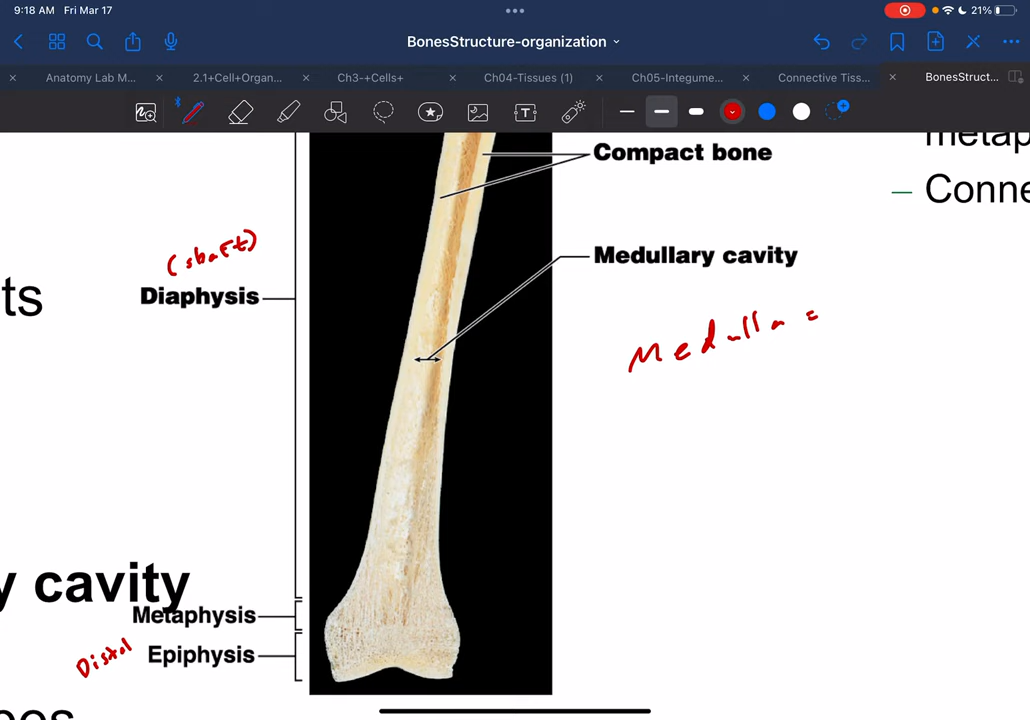 9:18 AM Fri Mar 17
21%
BonesStructure-organization
Anatomy Lab M...
2.1+Cell+Organ...
Ch3-+Cells+
Ch04-Tissues (1)
Ch05-Integume...
Connective Tiss...
BonesStruct...
Compact bone
– Conne
(shaft)
Medullary cavity
ts
Diaphysis
Medulla =
y cavity
Metaphysis
Distal
Epiphysis